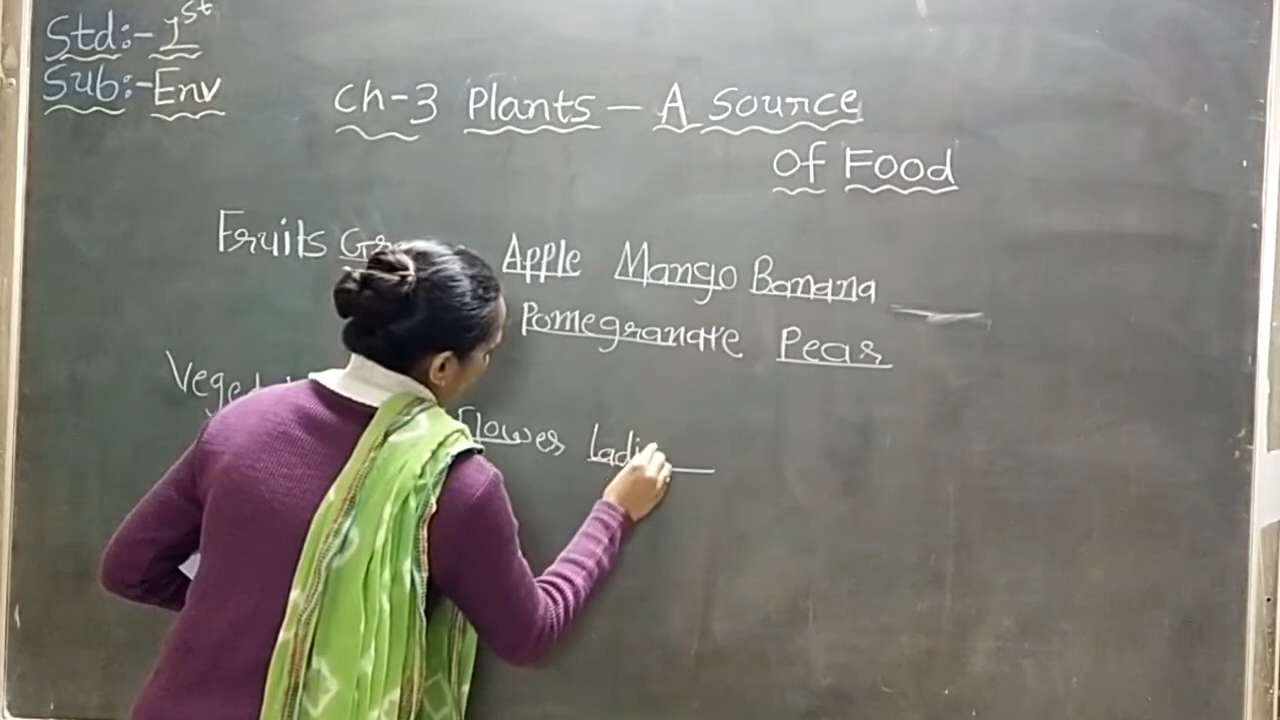 Std:- 1st
Sub:- Env
Ch-3 Plants - A Source
of Food
Fruits Apple Mango Banana
Pomegranate Pear
flower